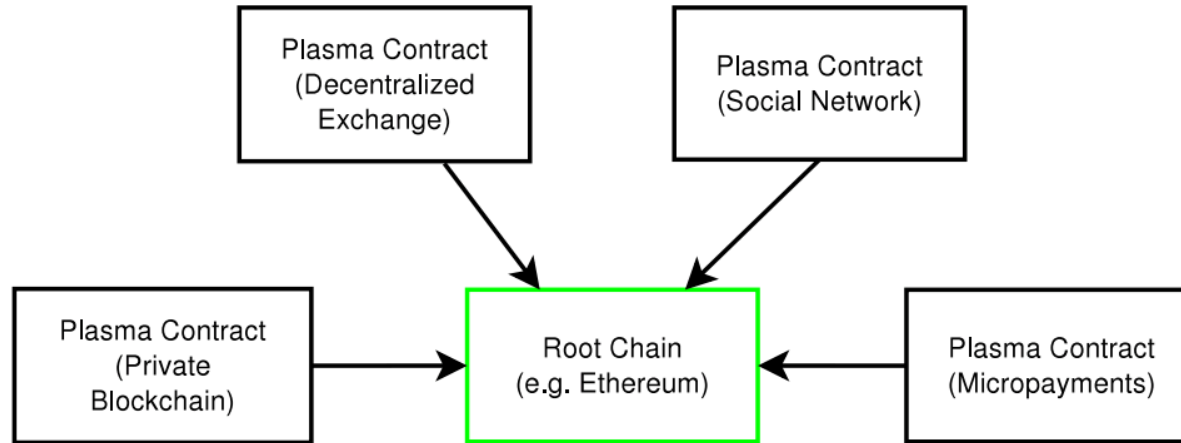 Plasma Contract
(Decentralized
Exchange)
Plasma Contract
(Social Network)
Plasma Contract
(Private
Blockchain)
Root Chain
(e.g. Ethereum)
Plasma Contract
(Micropayments)